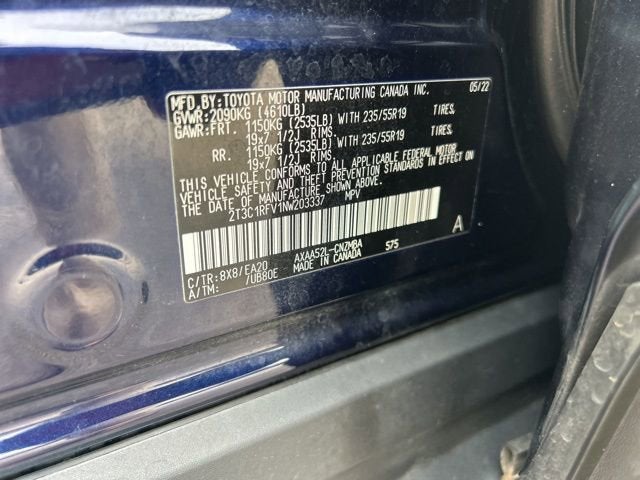 MFD.BY:TOYOTA MOTOR MANUFACTURING CANADA INC. 05/22
GVWR:2090KG (4610LB)
GAWR:FRT. 1150KG (2535LB) WITH 235/55R19 TIRES,
19x7 1/2J RIMS.
RR. 1150KG (2535LB) WITH 235/55R19 TIRES,
19x7 1/2J RIMS.
THIS VEHICLE CONFORMS TO ALL APPLICABLE FEDERAL MOTOR
VEHICLE SAFETY AND THEFT PREVENTION STANDARDS IN EFFECT ON
THE DATE OF MANUFACTURE SHOWN ABOVE.
2T3C1RFV1NW203337 MPV
A
C/TR:8X8/EA20 AXAA52L-CNZMBA 575
A/TM: /UB80E MADE IN CANADA